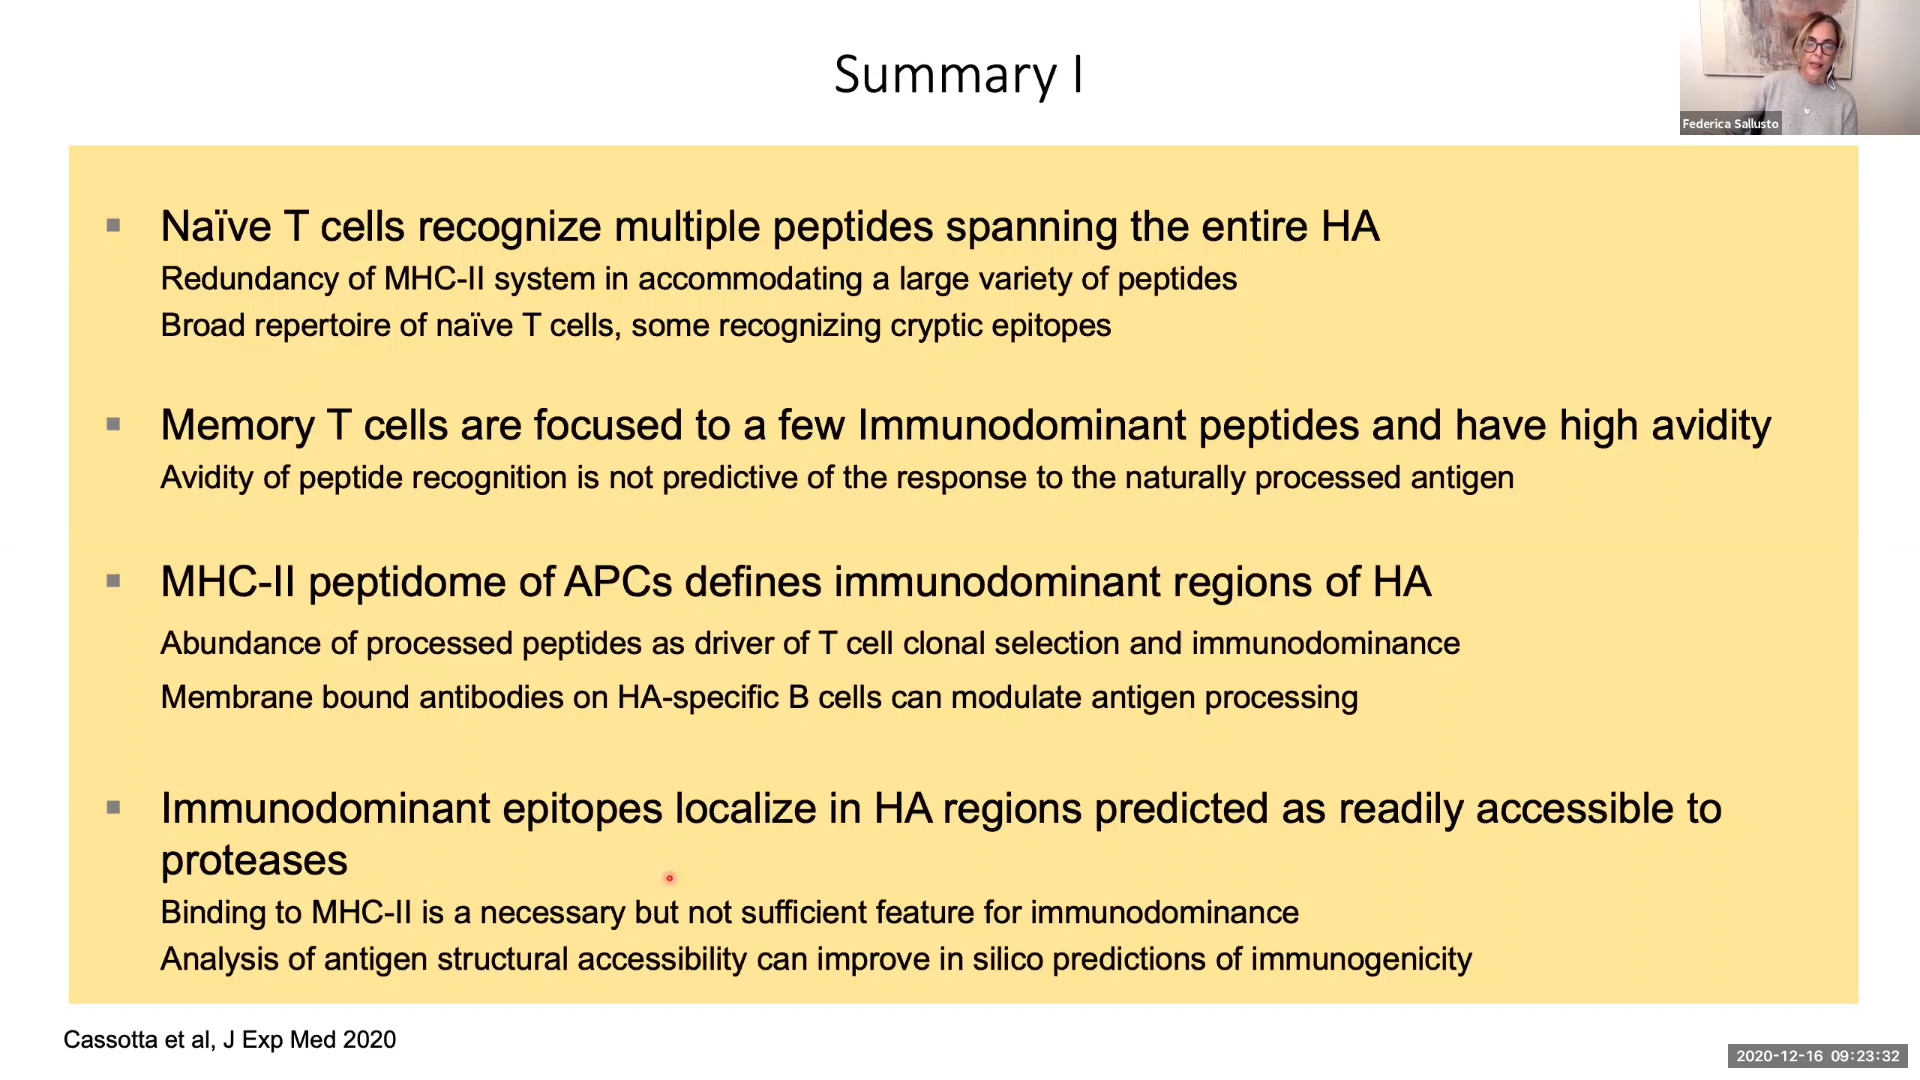 Summary I
Federica Sallusto
Naïve T cells recognize multiple peptides spanning the entire HA
Redundancy of MHC-II system in accommodating a large variety of peptides
Broad repertoire of naïve T cells, some recognizing cryptic epitopes
Memory T cells are focused to a few Immunodominant peptides and have high avidity
Avidity of peptide recognition is not predictive of the response to the naturally processed antigen
MHC-II peptidome of APCs defines immunodominant regions of HA
Abundance of processed peptides as driver of T cell clonal selection and immunodominance
Membrane bound antibodies on HA-specific B cells can modulate antigen processing
Immunodominant epitopes localize in HA regions predicted as readily accessible to
proteases
Binding to MHC-II is a necessary but not sufficient feature for immunodominance
Analysis of antigen structural accessibility can improve in silico predictions of immunogenicity
Cassotta et al, J Exp Med 2020
2020-12-16 09:23:32